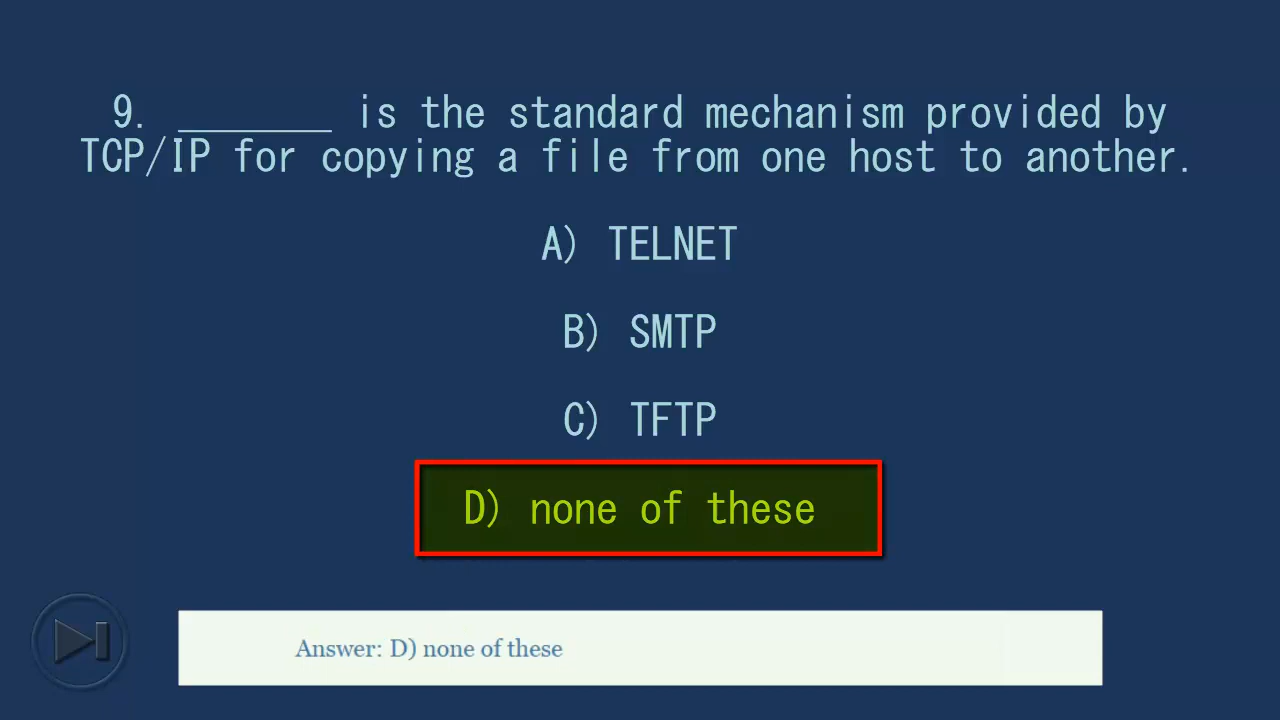 9. _______ is the standard mechanism provided by
TCP/IP for copying a file from one host to another.
A) TELNET
B) SMTP
C) TFTP
D) none of these
Answer: D) none of these